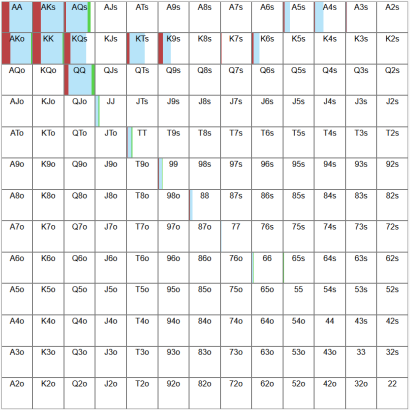 AA AKs AQs AJs ATs A9s A8s A7s A6s A5s A4s A3s A2s
AKo KK KQs KJs KTs K9s K8s K7s K6s K5s K4s K3s K2s
AQo KQo QQ QJs QTs Q9s Q8s Q7s Q6s Q5s Q4s Q3s Q2s
AJo KJo QJo JJ JTs J9s J8s J7s J6s J5s J4s J3s J2s
ATo KTo QTo JTo TT T9s T8s T7s T6s T5s T4s T3s T2s
A9o K9o Q9o J9o T9o 99 98s 97s 96s 95s 94s 93s 92s
A8o K8o Q8o J8o T8o 98o 88 87s 86s 85s 84s 83s 82s
A7o K7o Q7o J7o T7o 97o 87o 77 76s 75s 74s 73s 72s
A6o K6o Q6o J6o T6o 96o 86o 76o 66 65s 64s 63s 62s
A5o K5o Q5o J5o T5o 95o 85o 75o 65o 55 54s 53s 52s
A4o K4o Q4o J4o T4o 94o 84o 74o 64o 54o 44 43s 42s
A3o K3o Q3o J3o T3o 93o 83o 73o 63o 53o 43o 33 32s
A2o K2o Q2o J2o T2o 92o 82o 72o 62o 52o 42o 32o 22